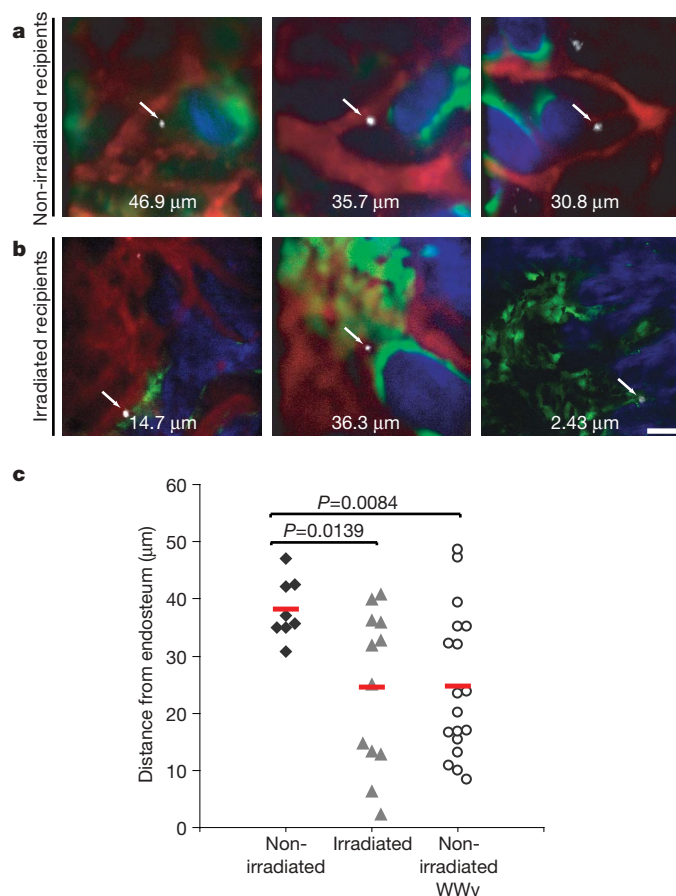 a
Non-irradiated recipients
46.9 µm
35.7 µm
30.8 µm
b
Irradiated recipients
14.7 µm
36.3 µm
2.43 µm
c
Distance from endosteum (µm)
60
50
40
30
20
10
0
P=0.0084
P=0.0139
Non-
irradiated
Irradiated
Non-
irradiated
WWv